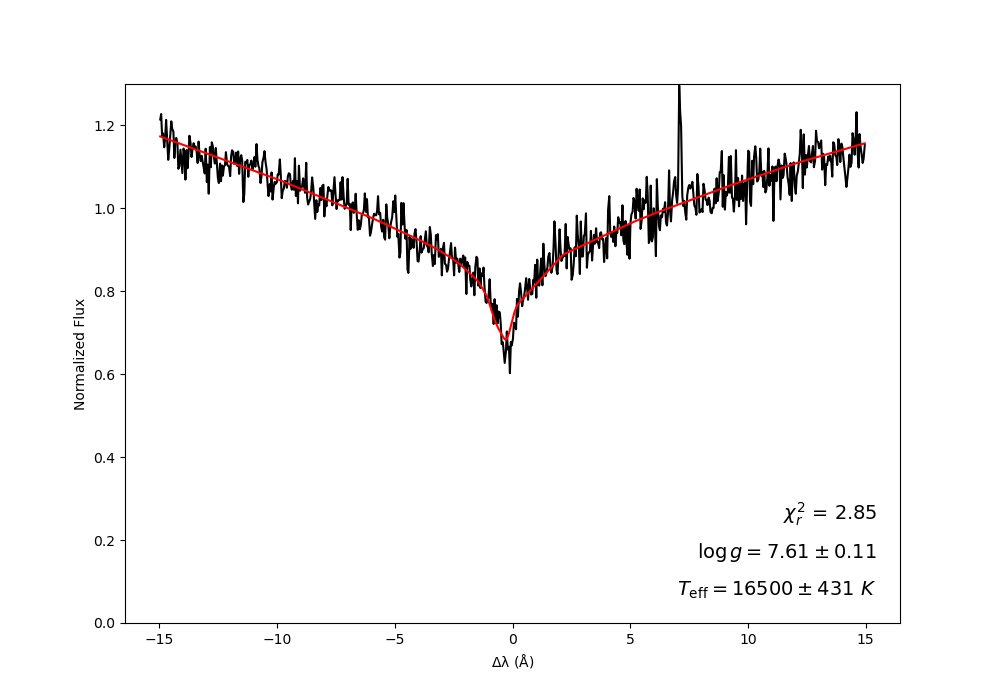 1.2
1.0
0.8
0.6
0.4
0.2
0.0
Normalized Flux
χ²ᵣ = 2.85
log g = 7.61 ± 0.11
T_eff = 16500 ± 431 K
−15 −10 −5 0 5 10 15
Δλ (Å)